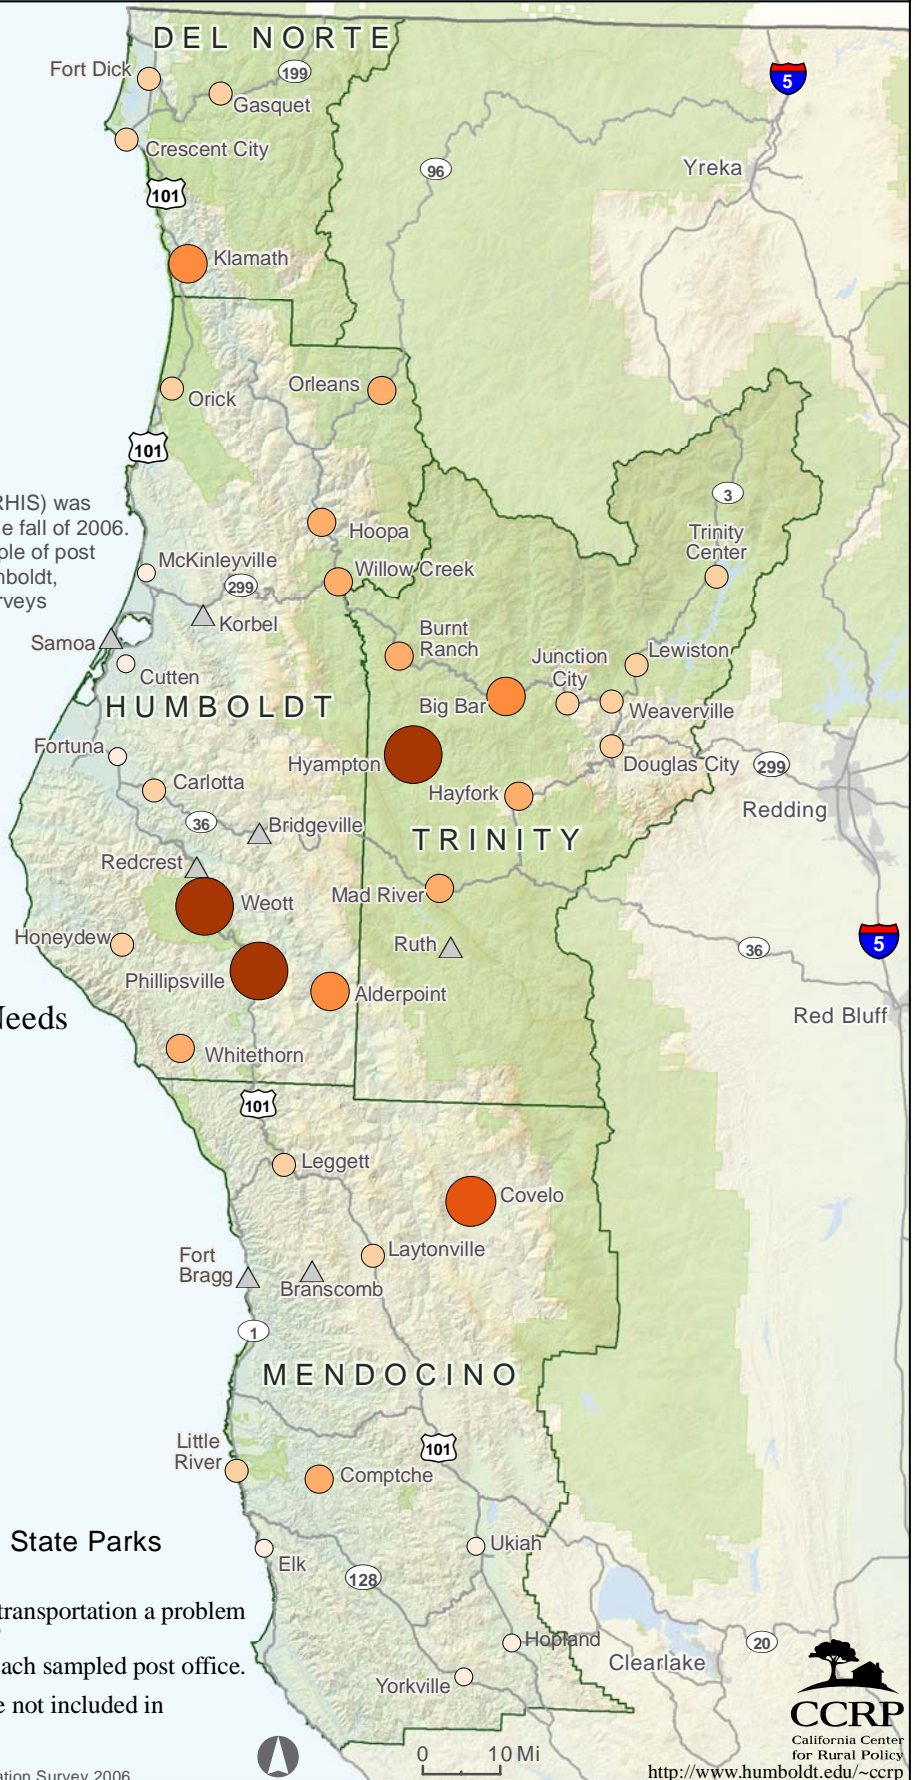 DEL NORTE
Fort Dick
199
Gasquet
5
Crescent City
96
Yreka
101
Klamath
Orleans
Orick
101
RHIS) was
e fall of 2006.
ple of post
mboldt,
rveys
3
Trinity
Center
Hoopa
McKinleyville
Willow Creek
299
Korbel
Samoa
Cutten
Burnt
Ranch
Junction
City
Lewiston
Big Bar
Weaverville
HUMBOLDT
Fortuna
Hyampton
Douglas City
299
Carlotta
Hayfork
Redding
36
Bridgeville
TRINITY
Redcrest
Weott
Mad River
Honeydew
Ruth
36
5
Phillipsville
Alderpoint
Needs
Red Bluff
Whitethorn
101
Leggett
Covelo
Laytonville
Fort
Bragg
Branscomb
1
MENDOCINO
Little
River
101
Comptche
State Parks
Elk
Ukiah
128
transportation a problem
Hopland
20
each sampled post office.
Clearlake
Yorkville
e not included in
CCRP
California Center
for Rural Policy
0 10 Mi
http://www.humboldt.edu/~ccrp
ation Survey 2006